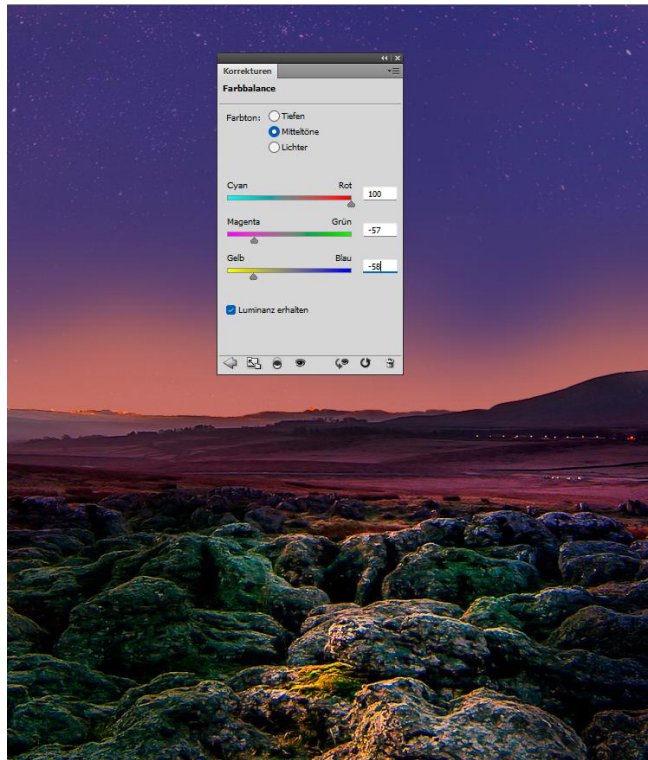 Korrekturen
Farbbalance
Farbton: Tiefen
Mitteltöne
Lichter
Cyan Rot 100
Magenta Grün -57
Gelb Blau -58
Luminanz erhalten